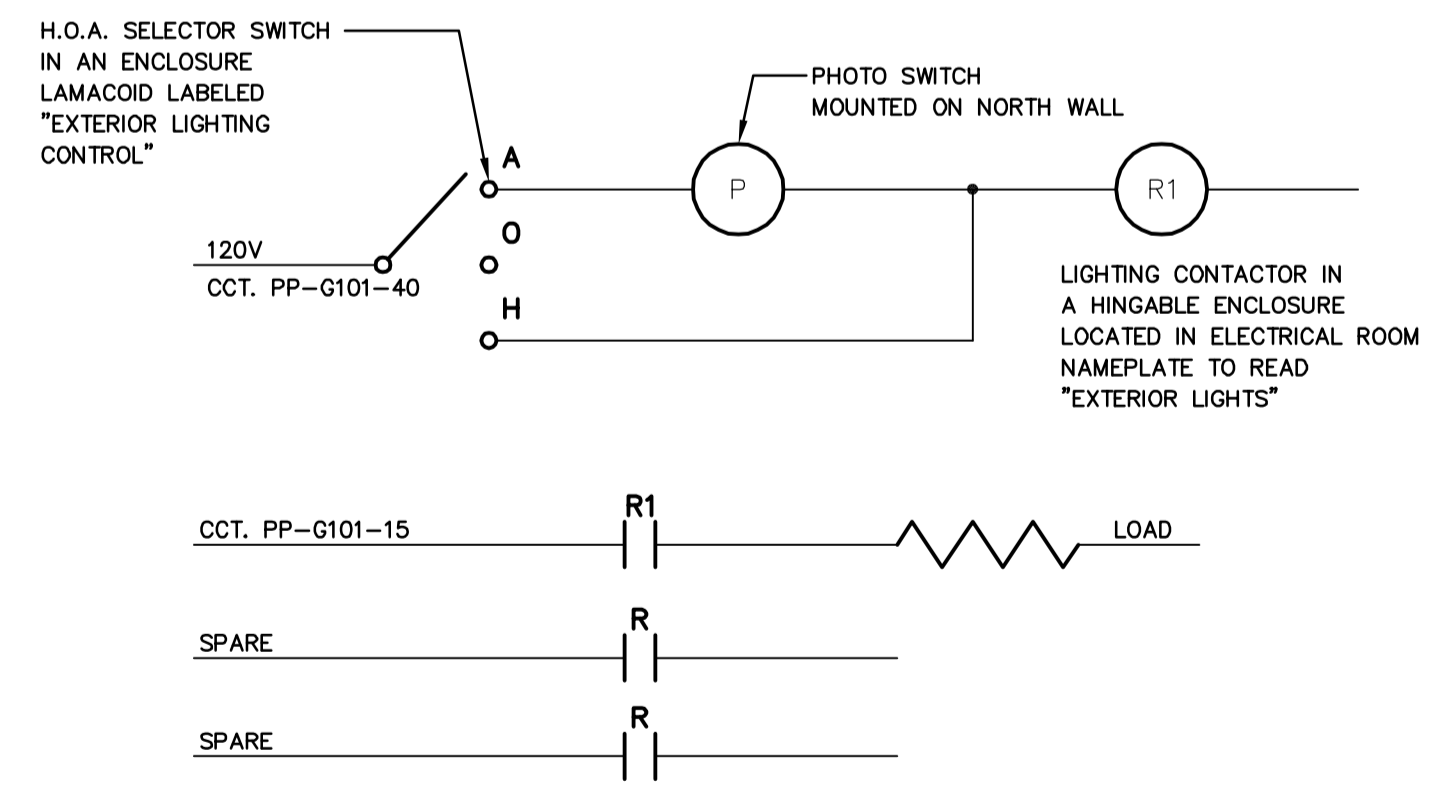 H.O.A. SELECTOR SWITCH
IN AN ENCLOSURE
LAMACOID LABELED
"EXTERIOR LIGHTING
CONTROL"
PHOTO SWITCH
MOUNTED ON NORTH WALL
A
P
R1
O
120V
CCT. PP-G101-40
H
LIGHTING CONTACTOR IN
A HINGABLE ENCLOSURE
LOCATED IN ELECTRICAL ROOM
NAMEPLATE TO READ
"EXTERIOR LIGHTS"
R1
CCT. PP-G101-15
LOAD
R
SPARE
R
SPARE